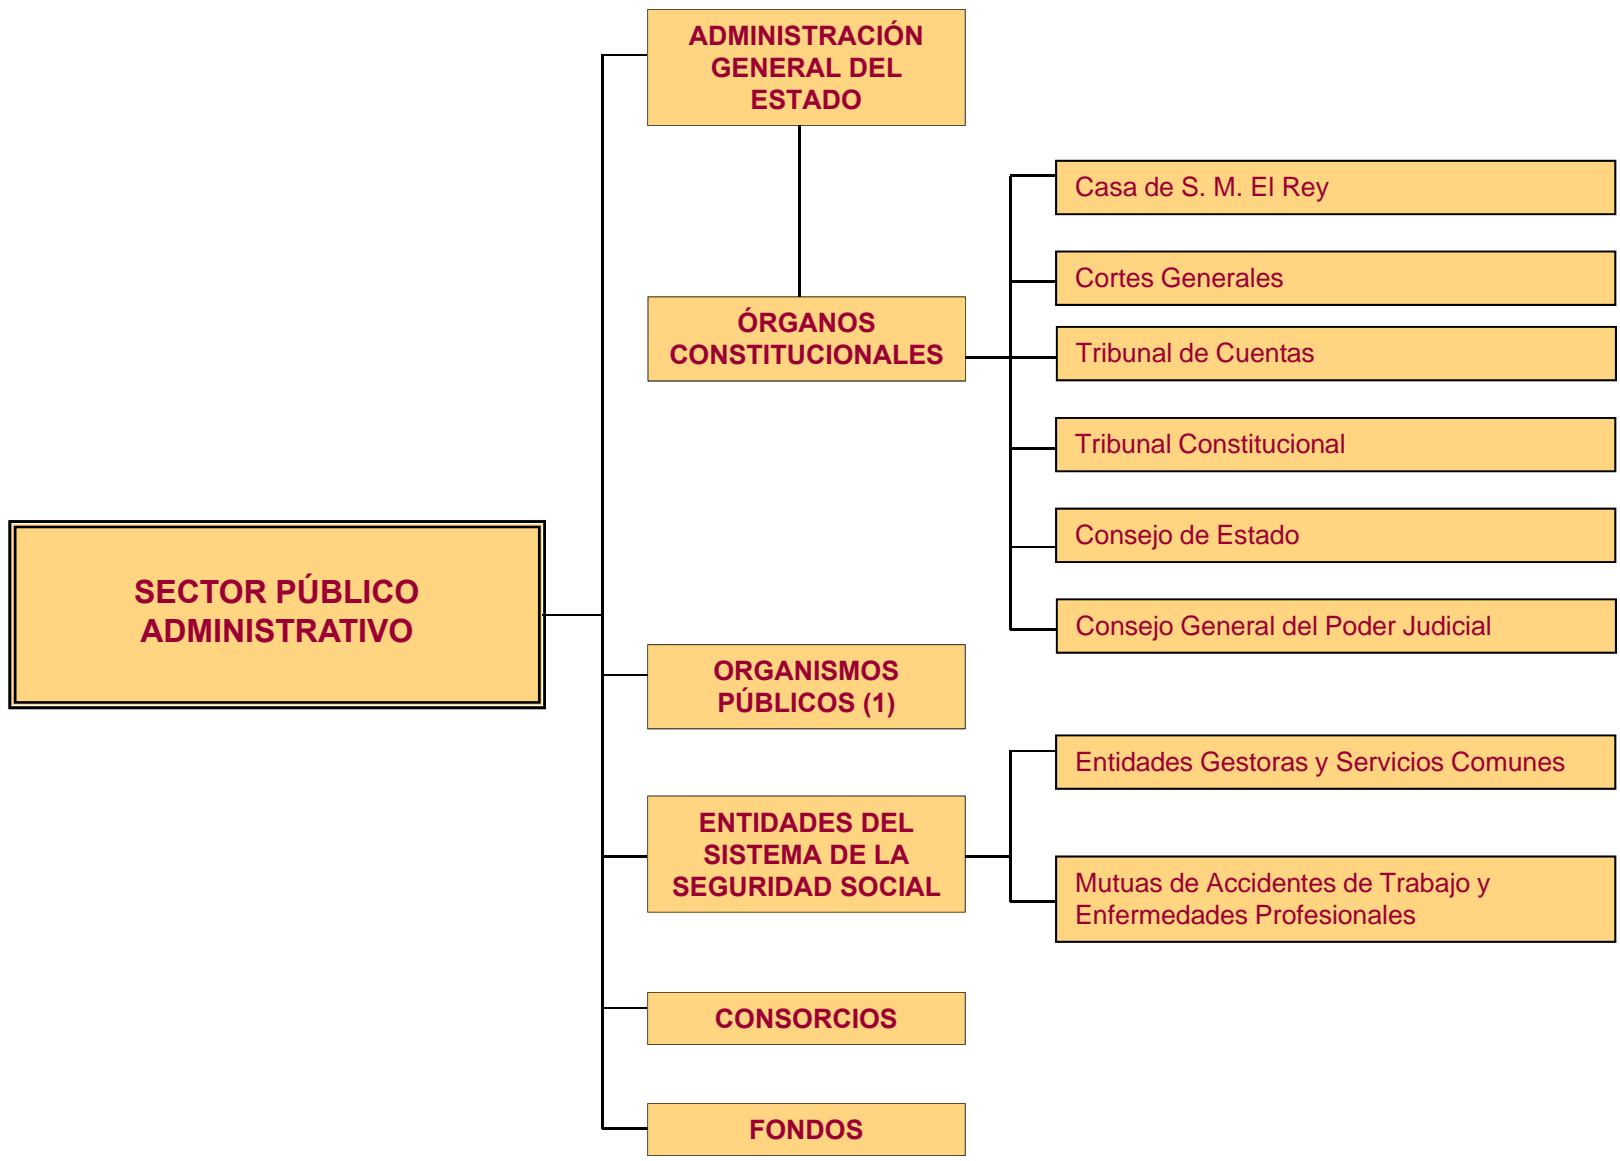 ADMINISTRACIÓN
GENERAL DEL
ESTADO
Casa de S. M. El Rey
Cortes Generales
ÓRGANOS
CONSTITUCIONALES
Tribunal de Cuentas
Tribunal Constitucional
Consejo de Estado
Consejo General del Poder Judicial
SECTOR PÚBLICO
ADMINISTRATIVO
ORGANISMOS
PÚBLICOS (1)
ENTIDADES DEL
SISTEMA DE LA
SEGURIDAD SOCIAL
Entidades Gestoras y Servicios Comunes
Mutuas de Accidentes de Trabajo y
Enfermedades Profesionales
CONSORCIOS
FONDOS